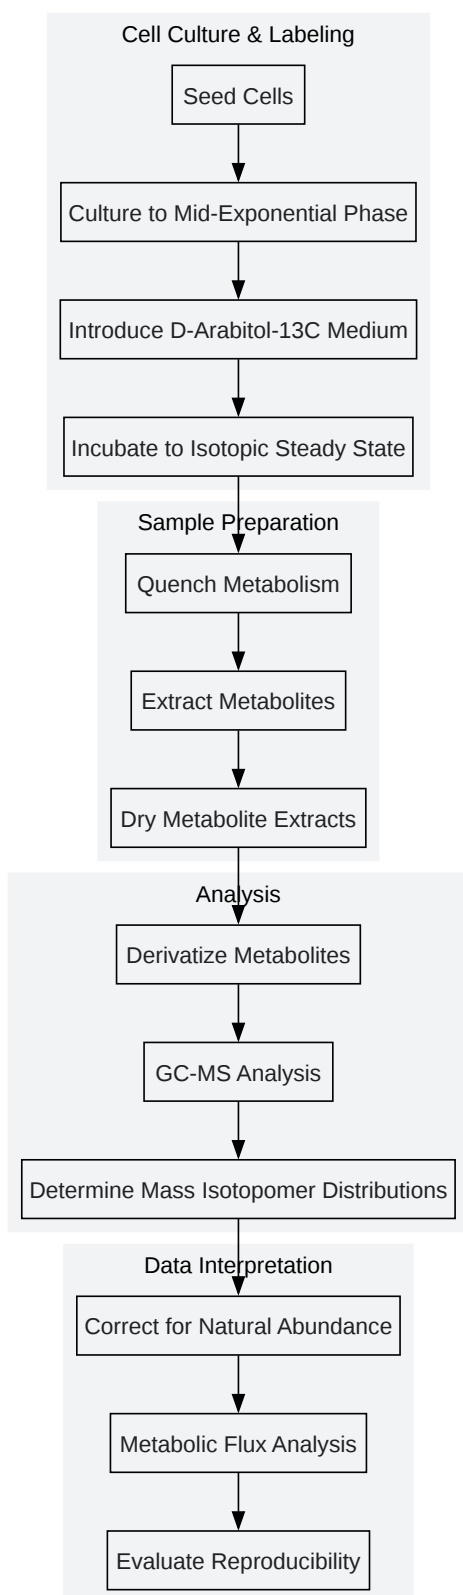 Cell Culture & Labeling
Seed Cells
Culture to Mid-Exponential Phase
Introduce D-Arabitol-13C Medium
Incubate to Isotopic Steady State
Sample Preparation
Quench Metabolism
Extract Metabolites
Dry Metabolite Extracts
Analysis
Derivatize Metabolites
GC-MS Analysis
Determine Mass Isotopomer Distributions
Data Interpretation
Correct for Natural Abundance
Metabolic Flux Analysis
Evaluate Reproducibility